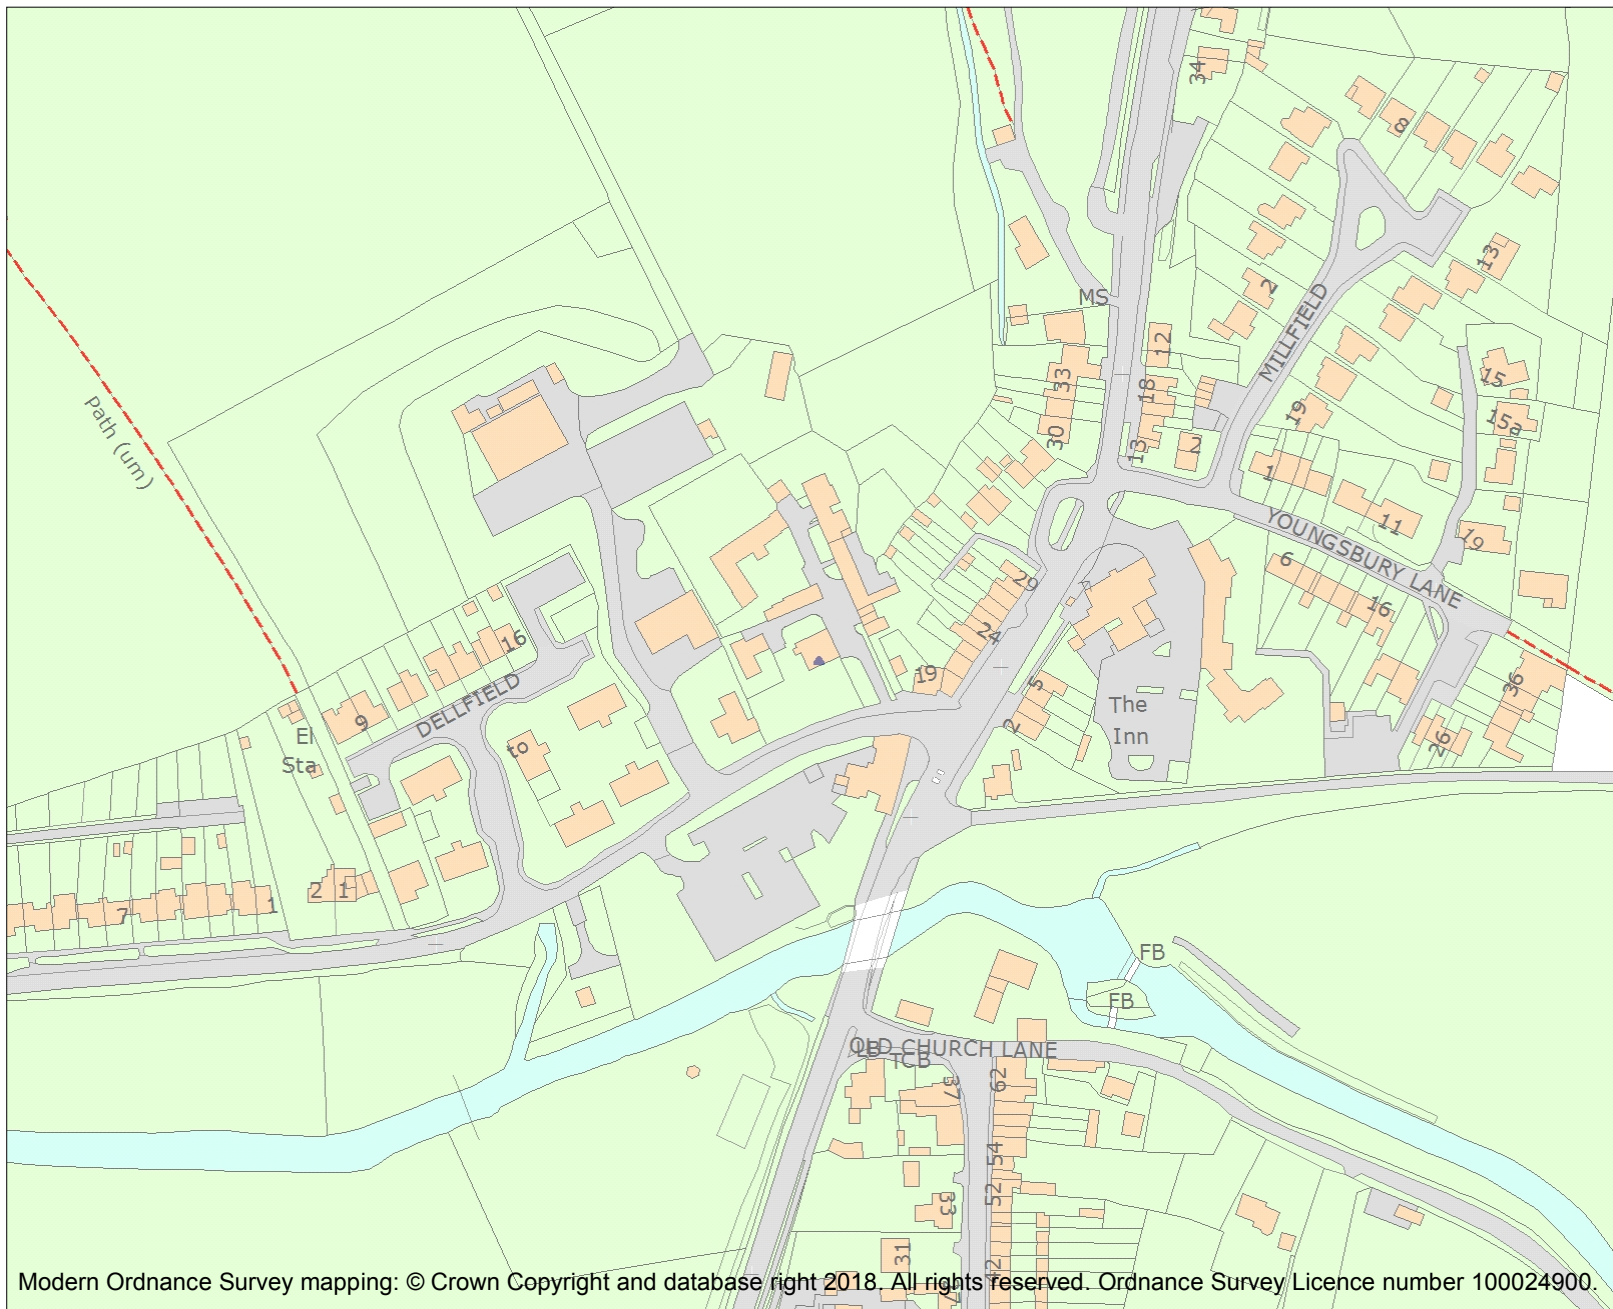 34
8
13
2
MS
MILLFIELD
12
33
18
15
19
15a
30
13
2
1
Path (um)
11
YOUNGSBURY LANE
19
6
29
16
24
16
19
5
DELLFIELD
36
9
2
The
Inn
El
Sta
to
26
2 1
7
1
FB
FB
OLD CHURCH LANE
LB
TCB
37
62
54
52
33
31
42
Modern Ordnance Survey mapping: © Crown Copyright and database right 2018. All rights reserved. Ordnance Survey Licence number 100024900.